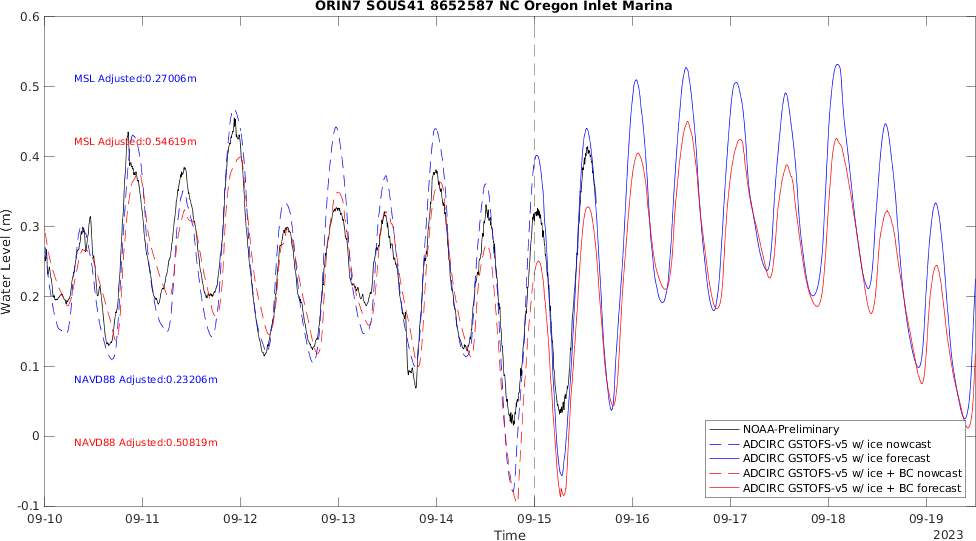 ORIN7 SOUS41 8652587 NC Oregon Inlet Marina
0.6
0.5
0.4
0.3
0.2
0.1
0
-0.1
Water Level (m)
MSL Adjusted:0.27006m
MSL Adjusted:0.54619m
NAVD88 Adjusted:0.23206m
NAVD88 Adjusted:0.50819m
NOAA-Preliminary
ADCIRC GSTOFS-v5 w/ ice nowcast
ADCIRC GSTOFS-v5 w/ ice forecast
ADCIRC GSTOFS-v5 w/ ice + BC nowcast
ADCIRC GSTOFS-v5 w/ ice + BC forecast
09-10 09-11 09-12 09-13 09-14 09-15 09-16 09-17 09-18 09-19
Time
2023